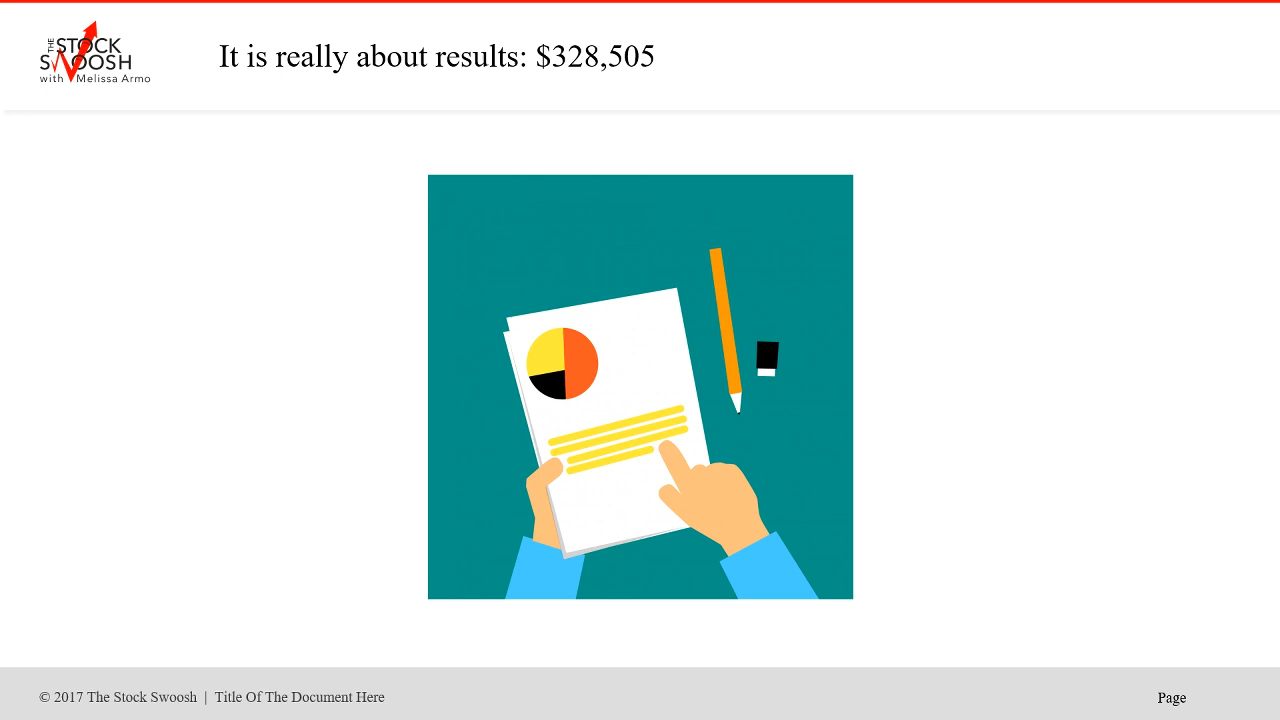 THE STOCK
SWOOSH
with Melissa Armo
It is really about results: $328,505
© 2017 The Stock Swoosh | Title Of The Document Here
Page